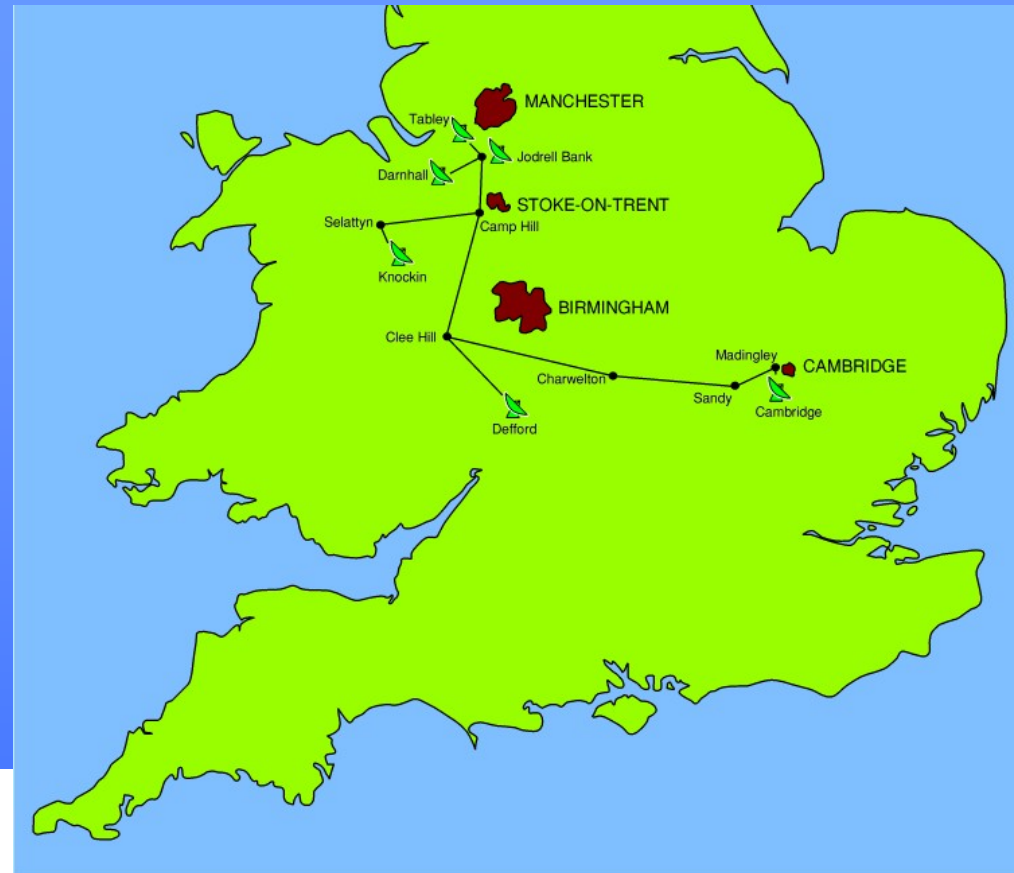 MANCHESTER
Tabley
Jodrell Bank
Darnhall
STOKE-ON-TRENT
Selattyn
Camp Hill
Knockin
BIRMINGHAM
Clee Hill
Madingley
CAMBRIDGE
Charwelton
Sandy
Cambridge
Defford